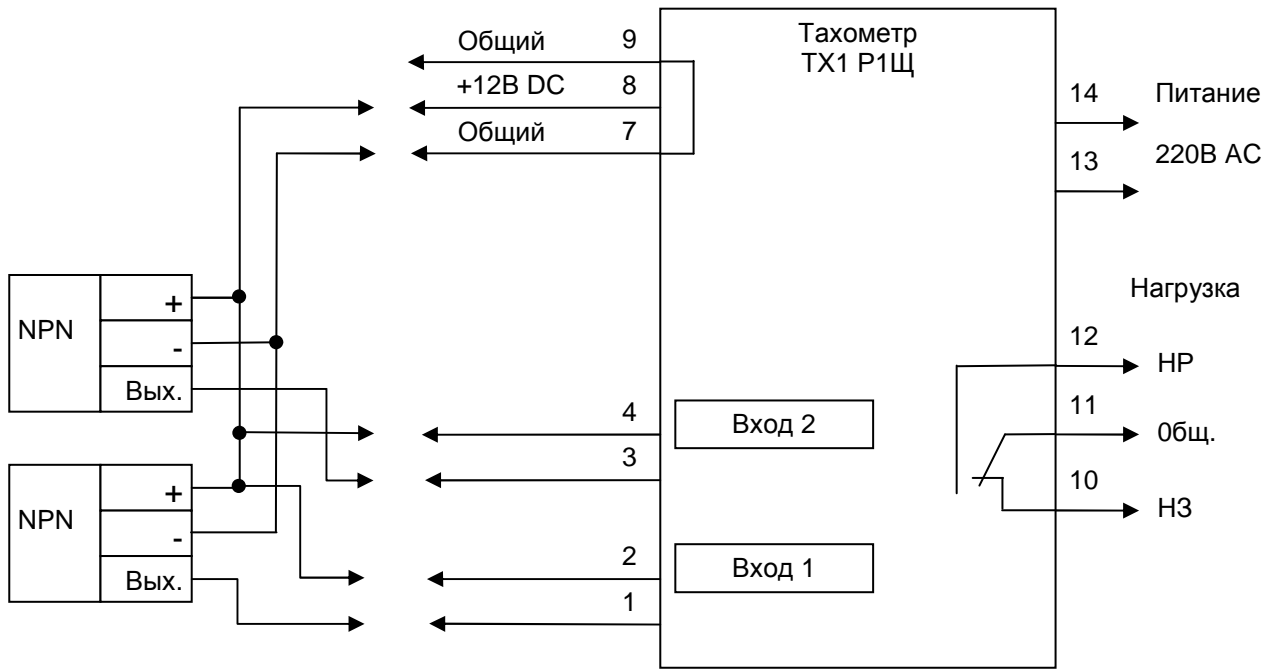 Общий 9
+12В DC 8
Общий 7
Тахометр
ТХ1 Р1Щ
14 Питание
13 220В АС
NPN
+
-
Вых.
NPN
+
-
Вых.
4
3
Вход 2
2
1
Вход 1
Нагрузка
12 НР
11 0бщ.
10 НЗ